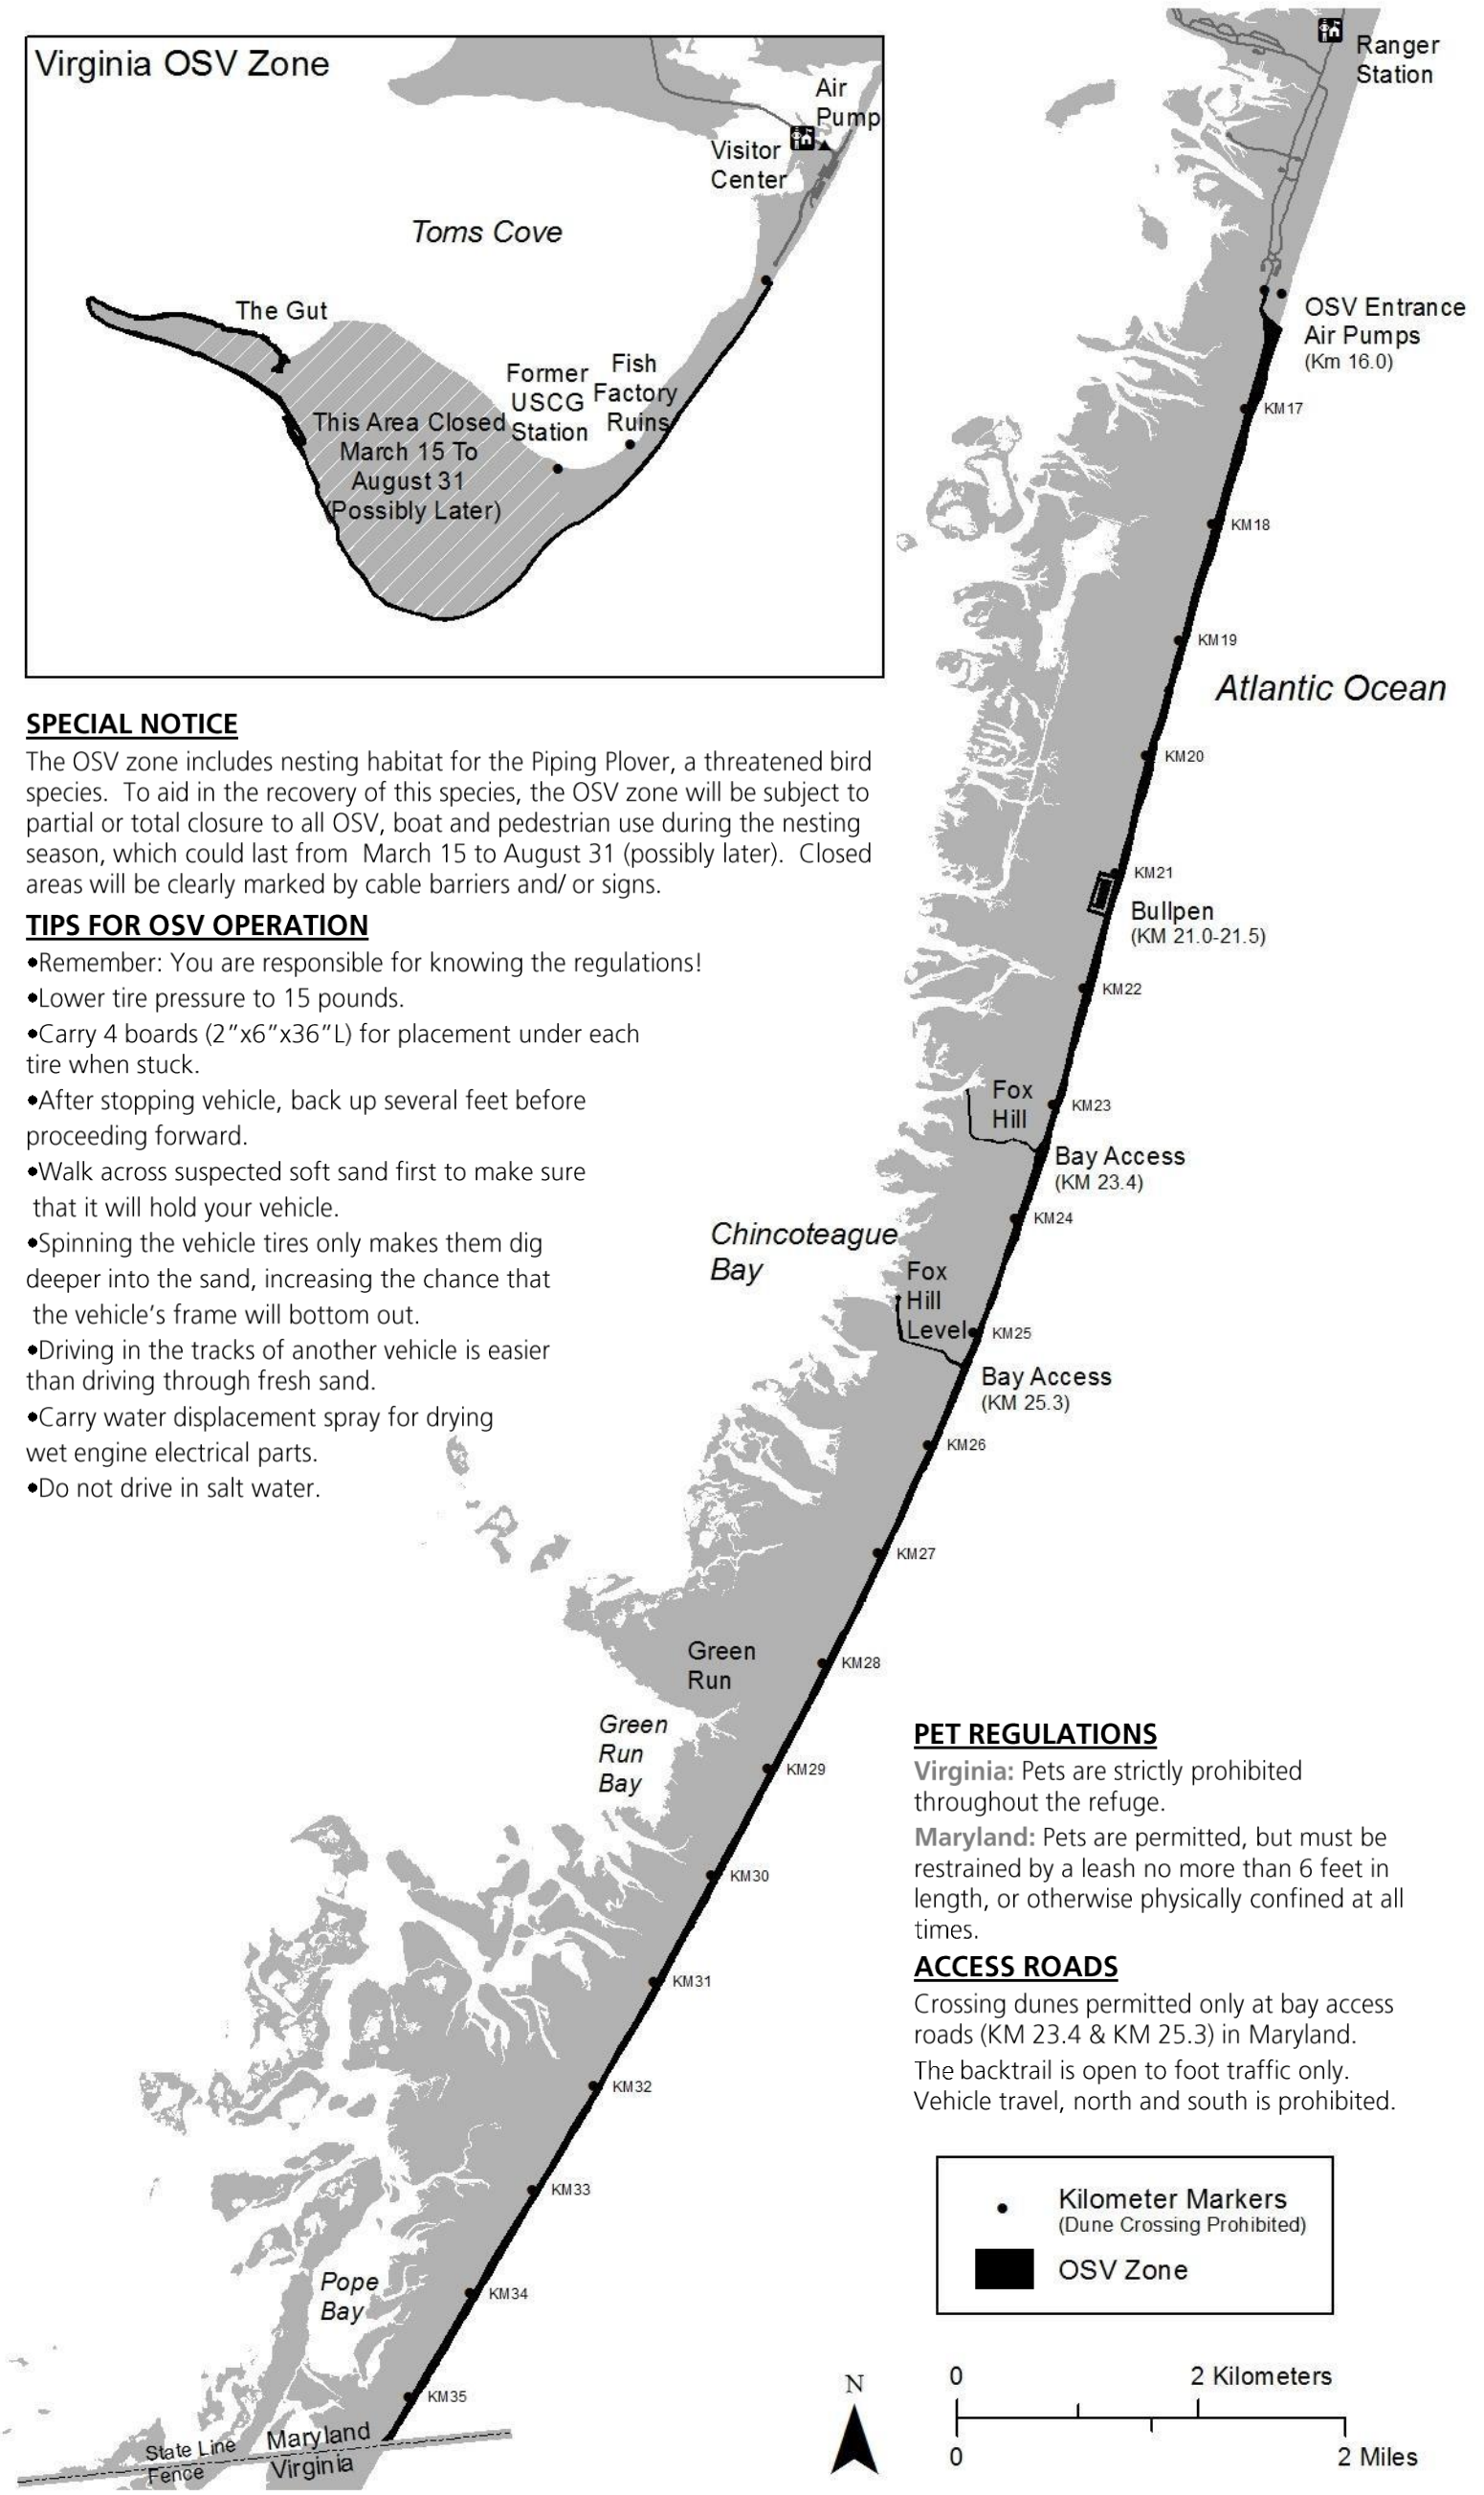 Virginia OSV Zone
Air
Pump
Visitor
Center
Toms Cove
The Gut
Former
USCG
Station
Fish
Factory
Ruins
This Area Closed
March 15 To
August 31
(Possibly Later)
Ranger
Station
OSV Entrance
Air Pumps
(Km 16.0)
KM17
KM18
KM19
Atlantic Ocean
KM20
KM21
Bullpen
(KM 21.0-21.5)
KM22
Fox
Hill
KM23
Bay Access
(KM 23.4)
KM24
Chincoteague
Bay
Fox
Hill
Level
KM25
Bay Access
(KM 25.3)
KM26
KM27
Green
Run
KM28
Green
Run
Bay
KM29
KM30
KM31
KM32
KM33
Pope
Bay
KM34
KM35
State Line
Fence
Maryland
Virginia
SPECIAL NOTICE
The OSV zone includes nesting habitat for the Piping Plover, a threatened bird
species. To aid in the recovery of this species, the OSV zone will be subject to
partial or total closure to all OSV, boat and pedestrian use during the nesting
season, which could last from March 15 to August 31 (possibly later). Closed
areas will be clearly marked by cable barriers and/ or signs.
TIPS FOR OSV OPERATION
•Remember: You are responsible for knowing the regulations!
•Lower tire pressure to 15 pounds.
•Carry 4 boards (2”x6”x36”L) for placement under each
tire when stuck.
•After stopping vehicle, back up several feet before
proceeding forward.
•Walk across suspected soft sand first to make sure
that it will hold your vehicle.
•Spinning the vehicle tires only makes them dig
deeper into the sand, increasing the chance that
the vehicle’s frame will bottom out.
•Driving in the tracks of another vehicle is easier
than driving through fresh sand.
•Carry water displacement spray for drying
wet engine electrical parts.
•Do not drive in salt water.
PET REGULATIONS
Virginia: Pets are strictly prohibited
throughout the refuge.
Maryland: Pets are permitted, but must be
restrained by a leash no more than 6 feet in
length, or otherwise physically confined at all
times.
ACCESS ROADS
Crossing dunes permitted only at bay access
roads (KM 23.4 & KM 25.3) in Maryland.
The backtrail is open to foot traffic only.
Vehicle travel, north and south is prohibited.
Kilometer Markers
(Dune Crossing Prohibited)
OSV Zone
N
0 2 Kilometers
0 2 Miles